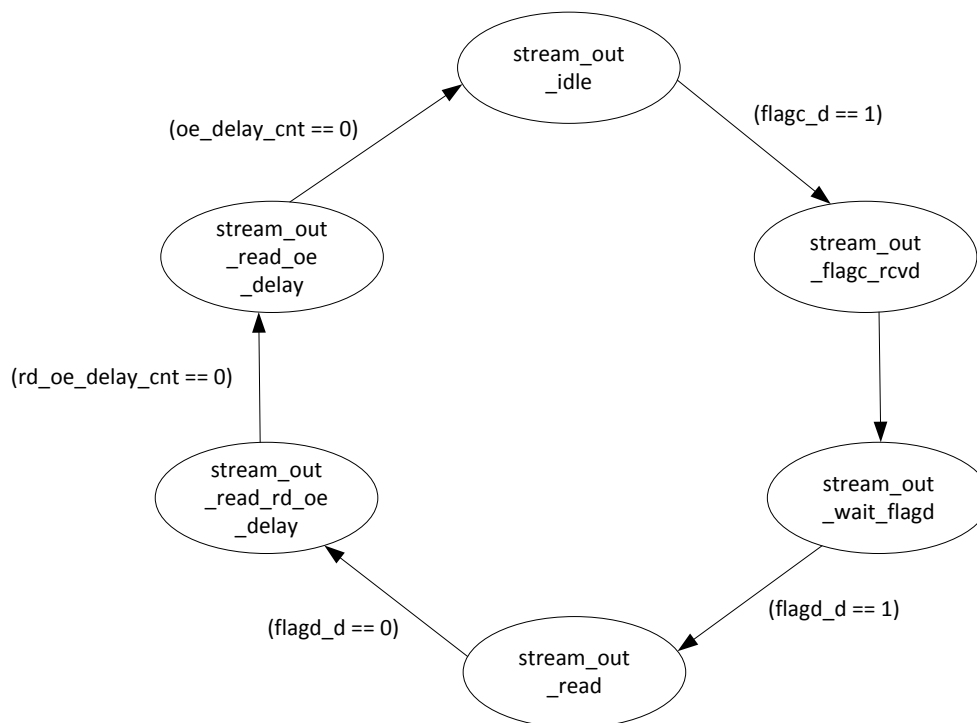 stream_out
_idle
(oe_delay_cnt == 0)
(flagc_d == 1)
stream_out
_read_oe
_delay
stream_out
_flagc_rcvd
(rd_oe_delay_cnt == 0)
stream_out
_read_rd_oe
_delay
stream_out
_wait_flagd
(flagd_d == 0)
(flagd_d == 1)
stream_out
_read